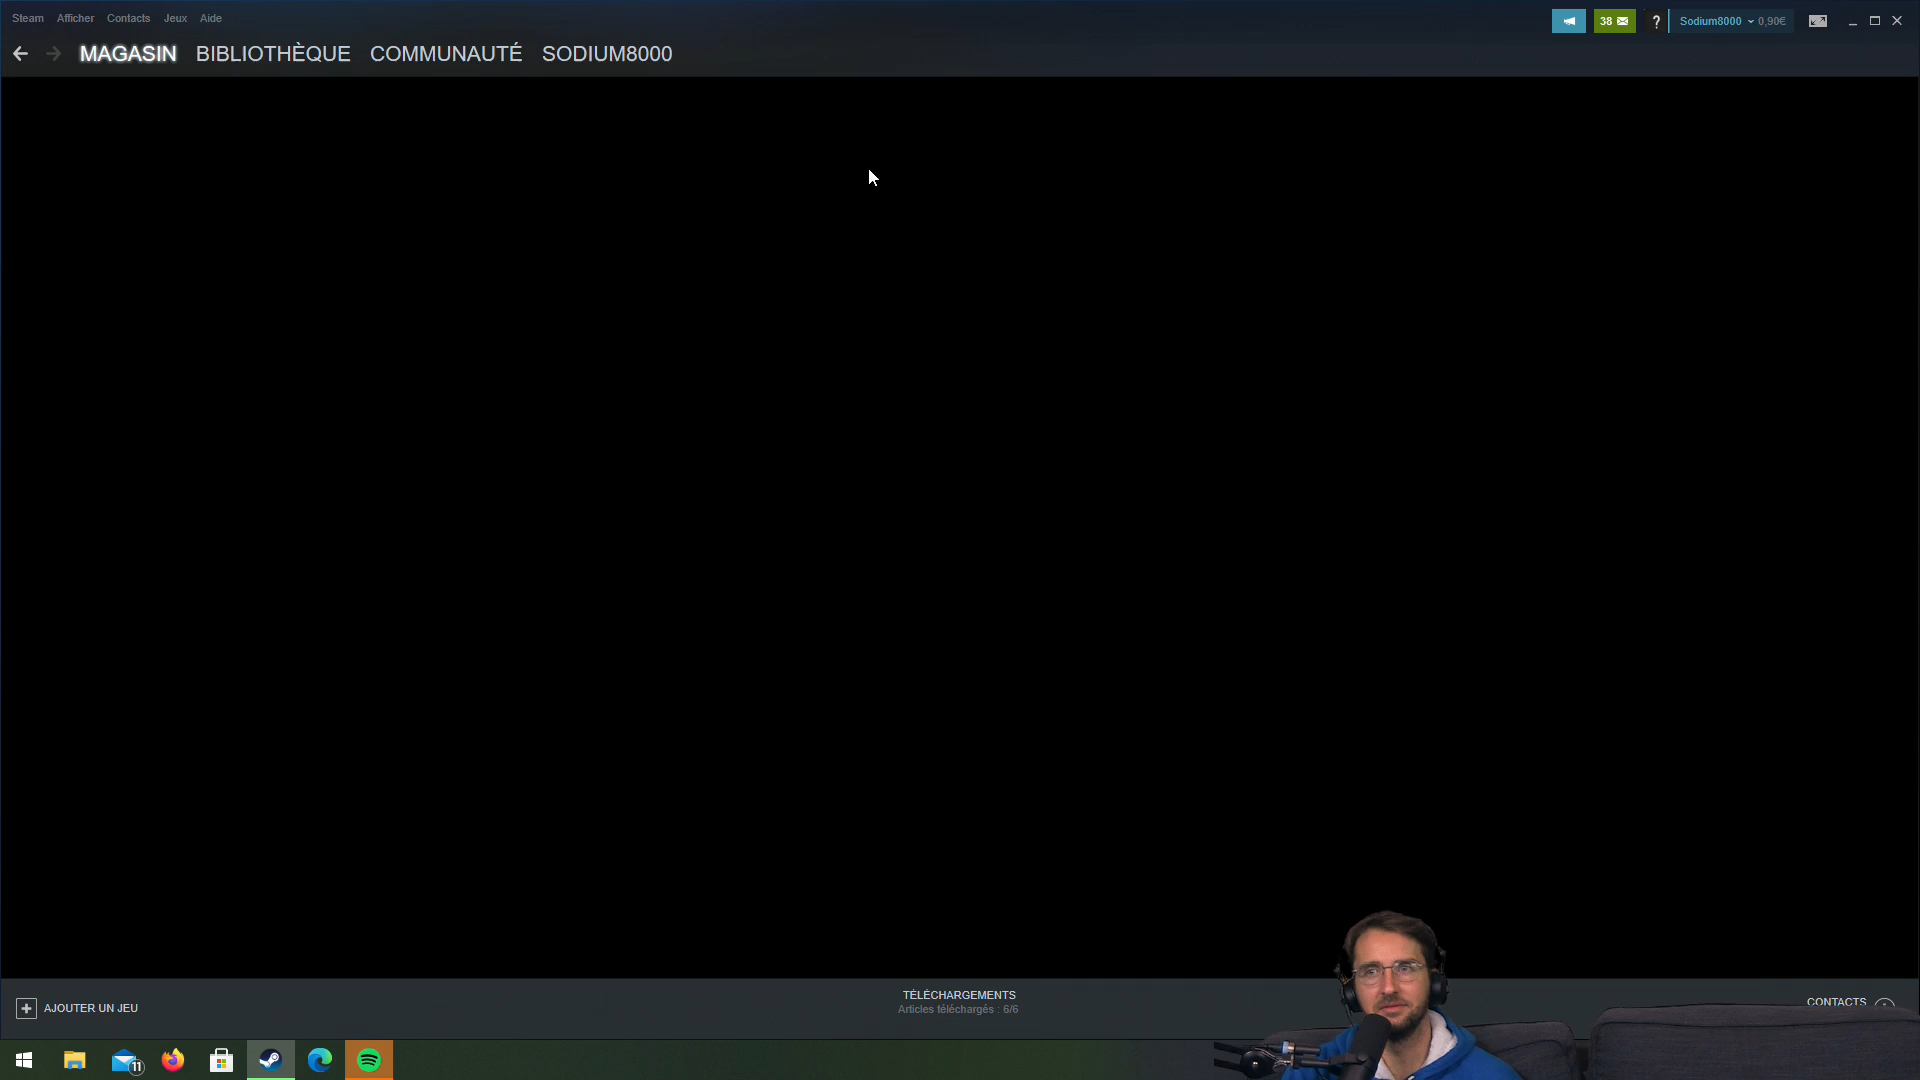 Steam Afficher Contacts Jeux Aide
38
?
Sodium8000 0,90€
MAGASIN BIBLIOTHÈQUE COMMUNAUTÉ SODIUM8000
AJOUTER UN JEU
TÉLÉCHARGEMENTS
Articles téléchargés : 6/6
CONTACTS
11